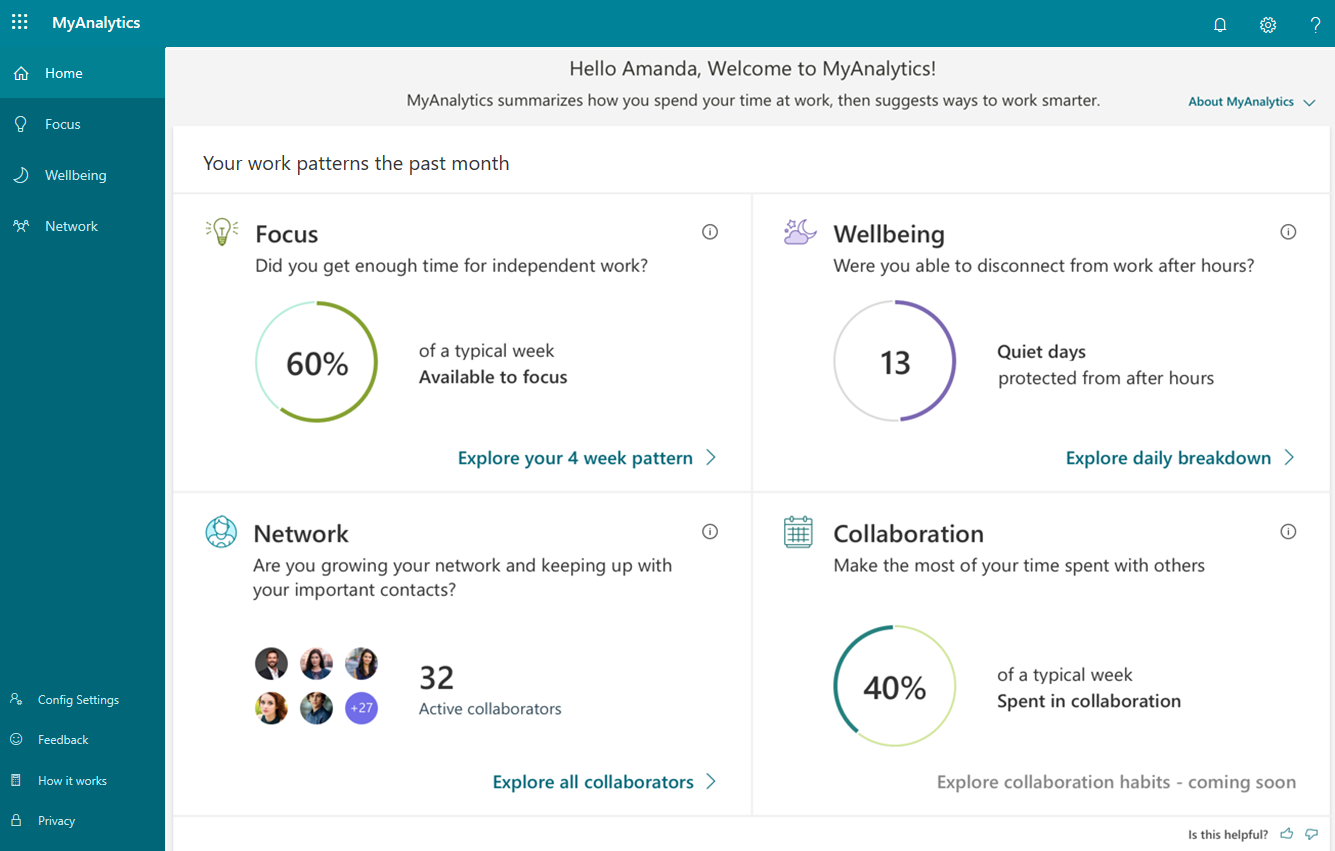 MyAnalytics
Home
Focus
Wellbeing
Network
Config Settings
Feedback
How it works
Privacy
Hello Amanda, Welcome to MyAnalytics!
MyAnalytics summarizes how you spend your time at work, then suggests ways to work smarter.
About MyAnalytics
Your work patterns the past month
Focus
Did you get enough time for independent work?
60%
of a typical week
Available to focus
Explore your 4 week pattern
Wellbeing
Were you able to disconnect from work after hours?
13
Quiet days
protected from after hours
Explore daily breakdown
Network
Are you growing your network and keeping up with
your important contacts?
+27
32
Active collaborators
Explore all collaborators
Collaboration
Make the most of your time spent with others
40%
of a typical week
Spent in collaboration
Explore collaboration habits - coming soon
Is this helpful?